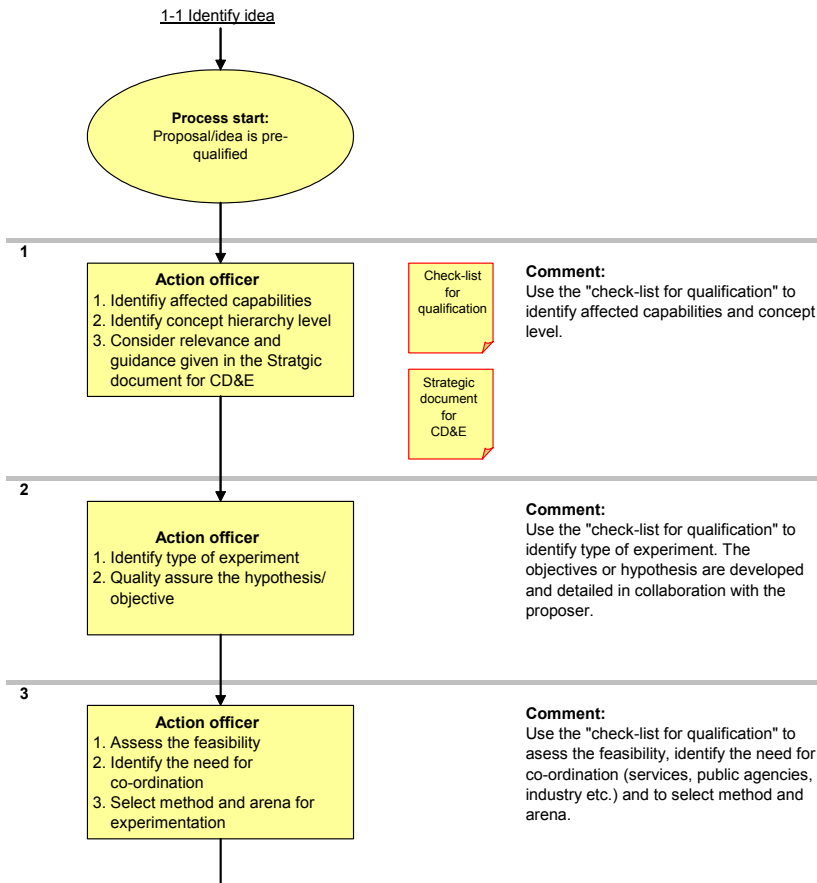 1-1 Identify idea
Process start:
Proposal/idea is pre-
qualified
1
Action officer
1. Identifiy affected capabilities
2. Identify concept hierarchy level
3. Consider relevance and
guidance given in the Stratgic
document for CD&E
Check-list
for
qualification
Strategic
document
for
CD&E
Comment:
Use the "check-list for qualification" to
identify affected capabilities and concept
level.
2
Action officer
1. Identify type of experiment
2. Quality assure the hypothesis/
objective
Comment:
Use the "check-list for qualification" to
identify type of experiment. The
objectives or hypothesis are developed
and detailed in collaboration with the
proposer.
3
Action officer
1. Assess the feasibility
2. Identify the need for
co-ordination
3. Select method and arena for
experimentation
Comment:
Use the "check-list for qualification" to
asess the feasibility, identify the need for
co-ordination (services, public agencies,
industry etc.) and to select method and
arena.